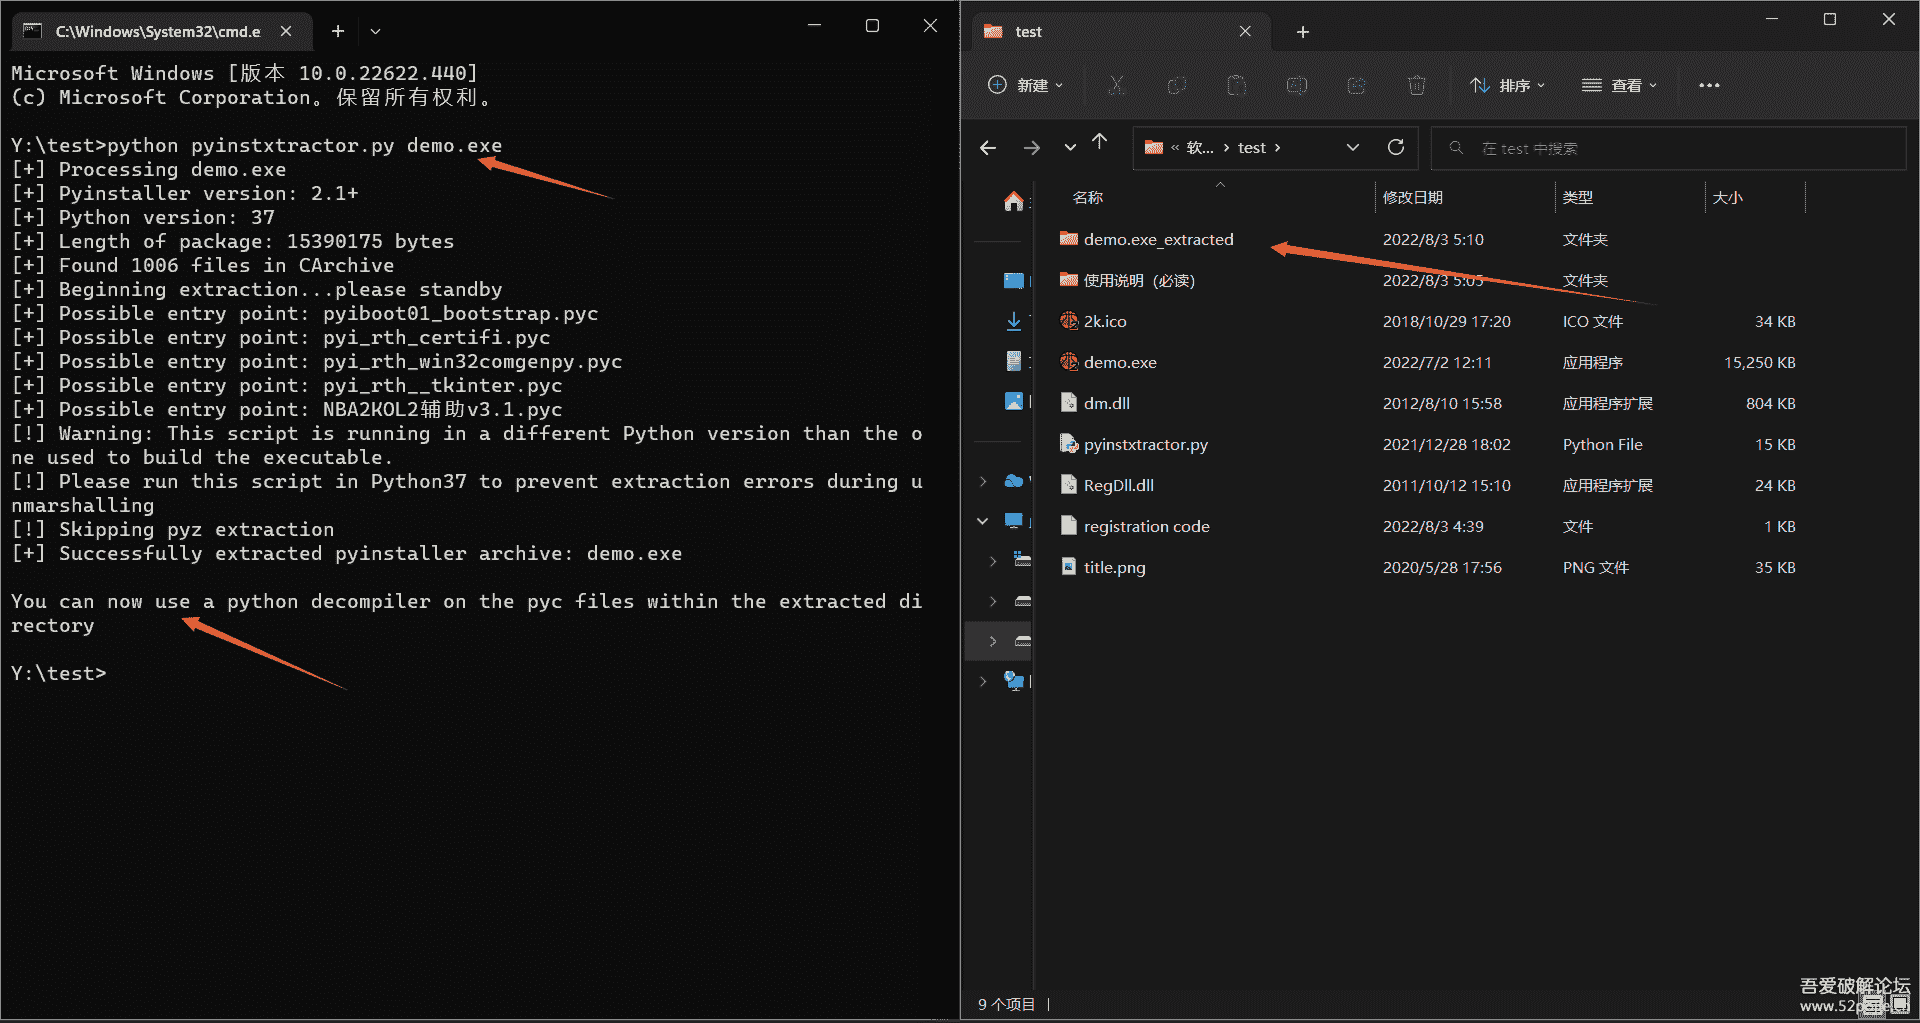 C:\Windows\System32\cmd.e
Microsoft Windows [版本 10.0.22622.440]
(c) Microsoft Corporation。保留所有权利。
Y:\test>python pyinstxtractor.py demo.exe
[+] Processing demo.exe
[+] Pyinstaller version: 2.1+
[+] Python version: 37
[+] Length of package: 15390175 bytes
[+] Found 1006 files in CArchive
[+] Beginning extraction...please standby
[+] Possible entry point: pyiboot01_bootstrap.pyc
[+] Possible entry point: pyi_rth_certifi.pyc
[+] Possible entry point: pyi_rth_win32comgenpy.pyc
[+] Possible entry point: pyi_rth__tkinter.pyc
[+] Possible entry point: NBA2KOL2辅助v3.1.pyc
[!] Warning: This script is running in a different Python version than the o
ne used to build the executable.
[!] Please run this script in Python37 to prevent extraction errors during u
nmarshalling
[!] Skipping pyz extraction
[+] Successfully extracted pyinstaller archive: demo.exe
You can now use a python decompiler on the pyc files within the extracted di
rectory
Y:\test>
test
新建
排序
查看
« 软... › test ›
在 test 中搜索
名称 修改日期 类型 大小
demo.exe_extracted 2022/8/3 5:10 文件夹
使用说明（必读） 2022/8/3 5:05 文件夹
2k.ico 2018/10/29 17:20 ICO 文件 34 KB
demo.exe 2022/7/2 12:11 应用程序 15,250 KB
dm.dll 2012/8/10 15:58 应用程序扩展 804 KB
pyinstxtractor.py 2021/12/28 18:02 Python File 15 KB
RegDll.dll 2011/10/12 15:10 应用程序扩展 24 KB
registration code 2022/8/3 4:39 文件 1 KB
title.png 2020/5/28 17:56 PNG 文件 35 KB
9 个项目
吾爱破解论坛